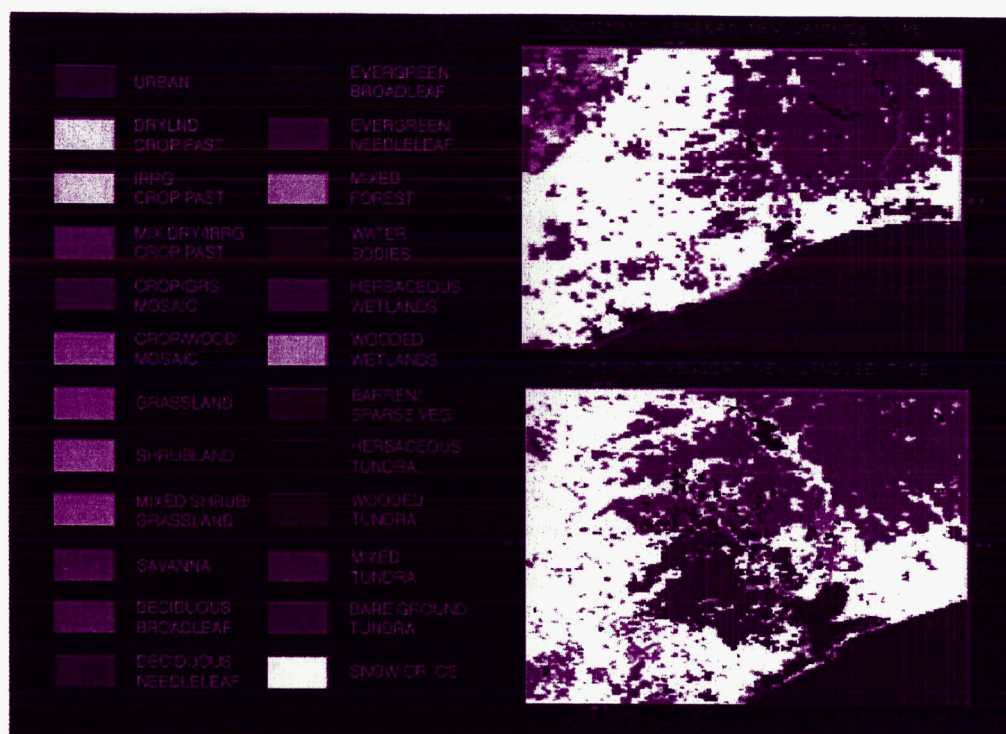 URBAN
DRYLND
CROP PAST
IRRG
CROP PAST
MIX DRY/IRRG
CROP PAST
CROP/GRS
MOSAIC
CROP/WOOD
MOSAIC
GRASSLAND
SHRUBLAND
MIXED SHRUB/
GRASSLAND
SAVANNA
DECIDUOUS
BROADLEAF
DECIDUOUS
NEEDLELEAF
EVERGREEN
BROADLEAF
EVERGREEN
NEEDLELEAF
MIXED
FOREST
WATER
BODIES
HERBACEOUS
WETLANDS
WOODED
WETLANDS
BARREN/
SPARSE VEG
HERBACEOUS
TUNDRA
WOODED
TUNDRA
MIXED
TUNDRA
BARE GROUND
TUNDRA
SNOW OR ICE